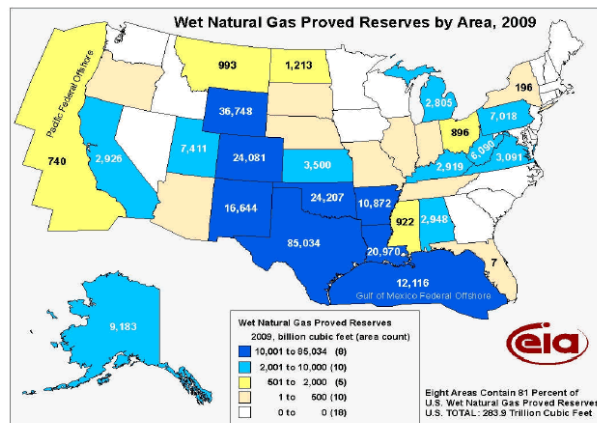 Wet Natural Gas Proved Reserves by Area, 2009
Pacific Federal Offshore
740
993
1,213
36,748
2,805
196
7,018
896
2,926
7,411
24,081
3,500
2,919
6,090
3,091
16,644
24,207
10,872
922
2,948
85,034
20,970
7
12,116
Gulf of Mexico Federal Offshore
9,183
Wet Natural Gas Proved Reserves
2009, billion cubic feet (area count)
10,001 to 85,034 (8)
2,001 to 10,000 (10)
501 to 2,000 (5)
1 to 500 (10)
0 to 0 (18)
eia
Eight Areas Contain 81 Percent of
U.S. Wet Natural Gas Proved Reserves
U.S. TOTAL: 283.9 Trillion Cubic Feet